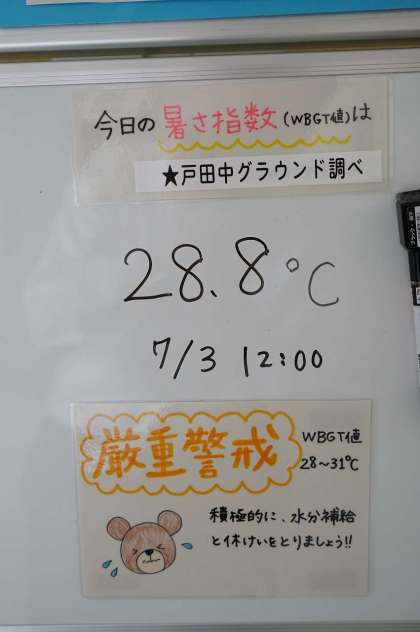 今日の暑さ指数(WBGT値)は
★戸田中グラウンド調べ
28.8℃
7/3 12:00
厳重警戒
WBGT値
28～31℃
積極的に、水分補給
と休けいをとりましょう!!